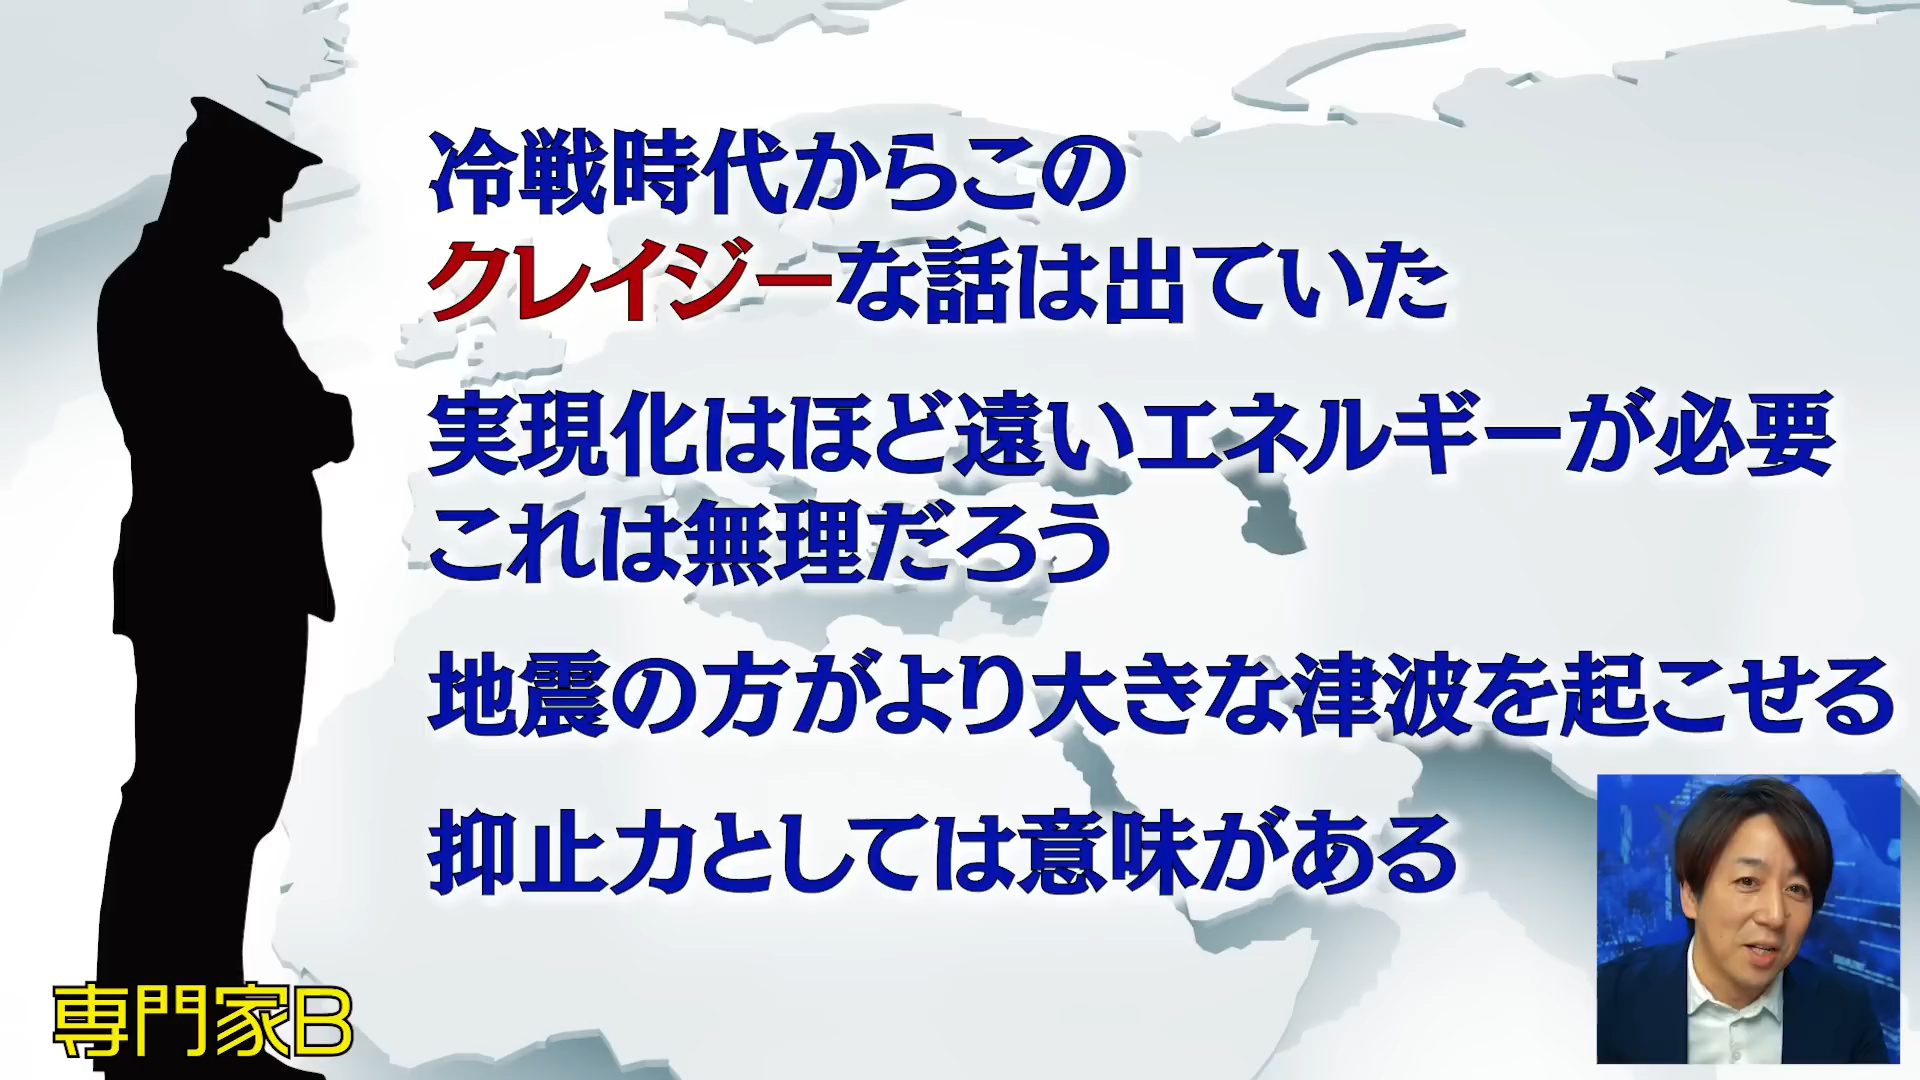 冷戦時代からこの
クレイジーな話は出ていた
実現化はほど遠いエネルギーが必要
これは無理だろう
地震の方がより大きな津波を起こせる
抑止力としては意味がある
専門家B